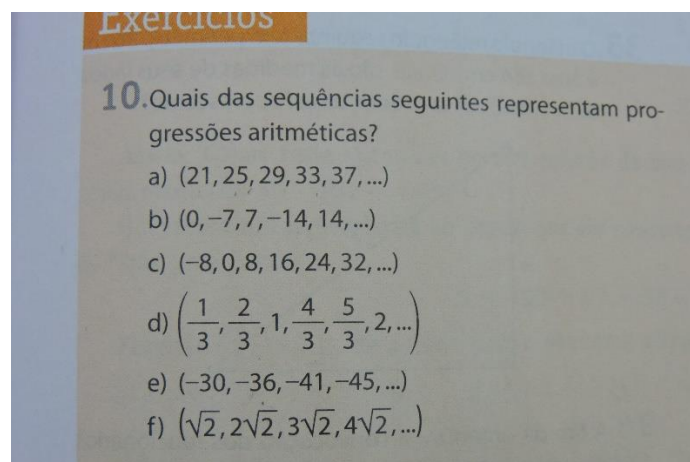 Exercícios
10. Quais das sequências seguintes representam pro-
gressões aritméticas?
a) (21, 25, 29, 33, 37, ...)
b) (0, −7, 7, −14, 14, ...)
c) (−8, 0, 8, 16, 24, 32, ...)
d) (1/3, 2/3, 1, 4/3, 5/3, 2, ...)
e) (−30, −36, −41, −45, ...)
f) (√2, 2√2, 3√2, 4√2, ...)